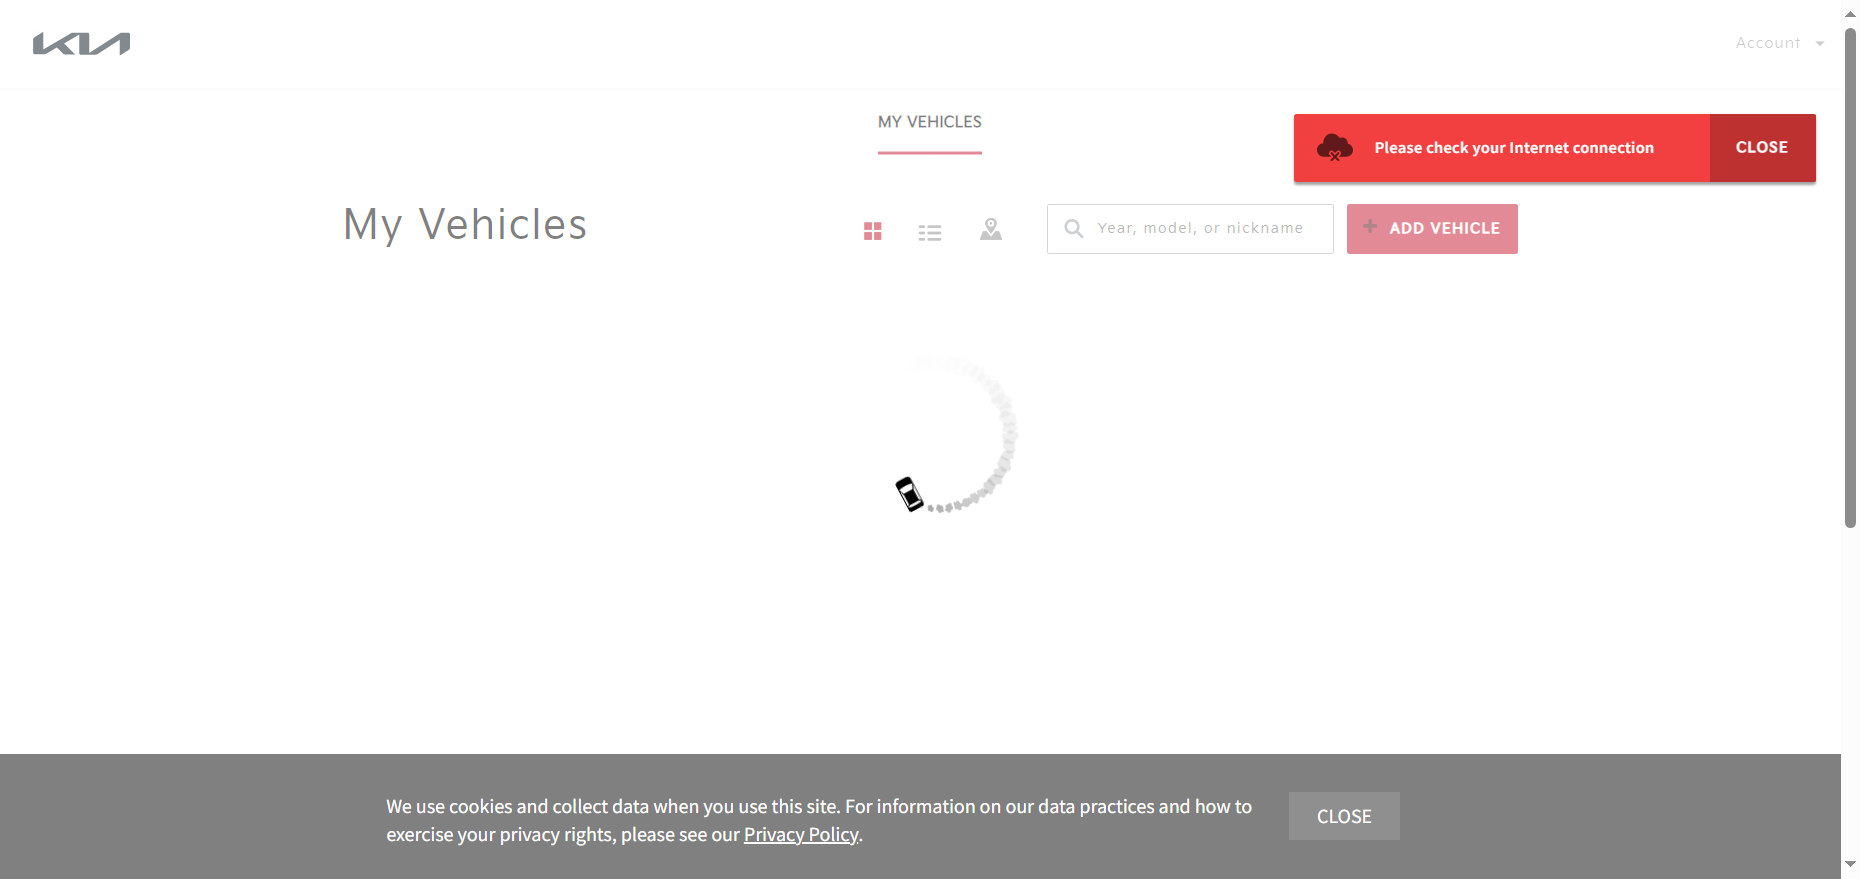 KIA
Account
MY VEHICLES
Please check your Internet connection
CLOSE
My Vehicles
Year, model, or nickname
ADD VEHICLE
We use cookies and collect data when you use this site. For information on our data practices and how to
exercise your privacy rights, please see our Privacy Policy.
CLOSE